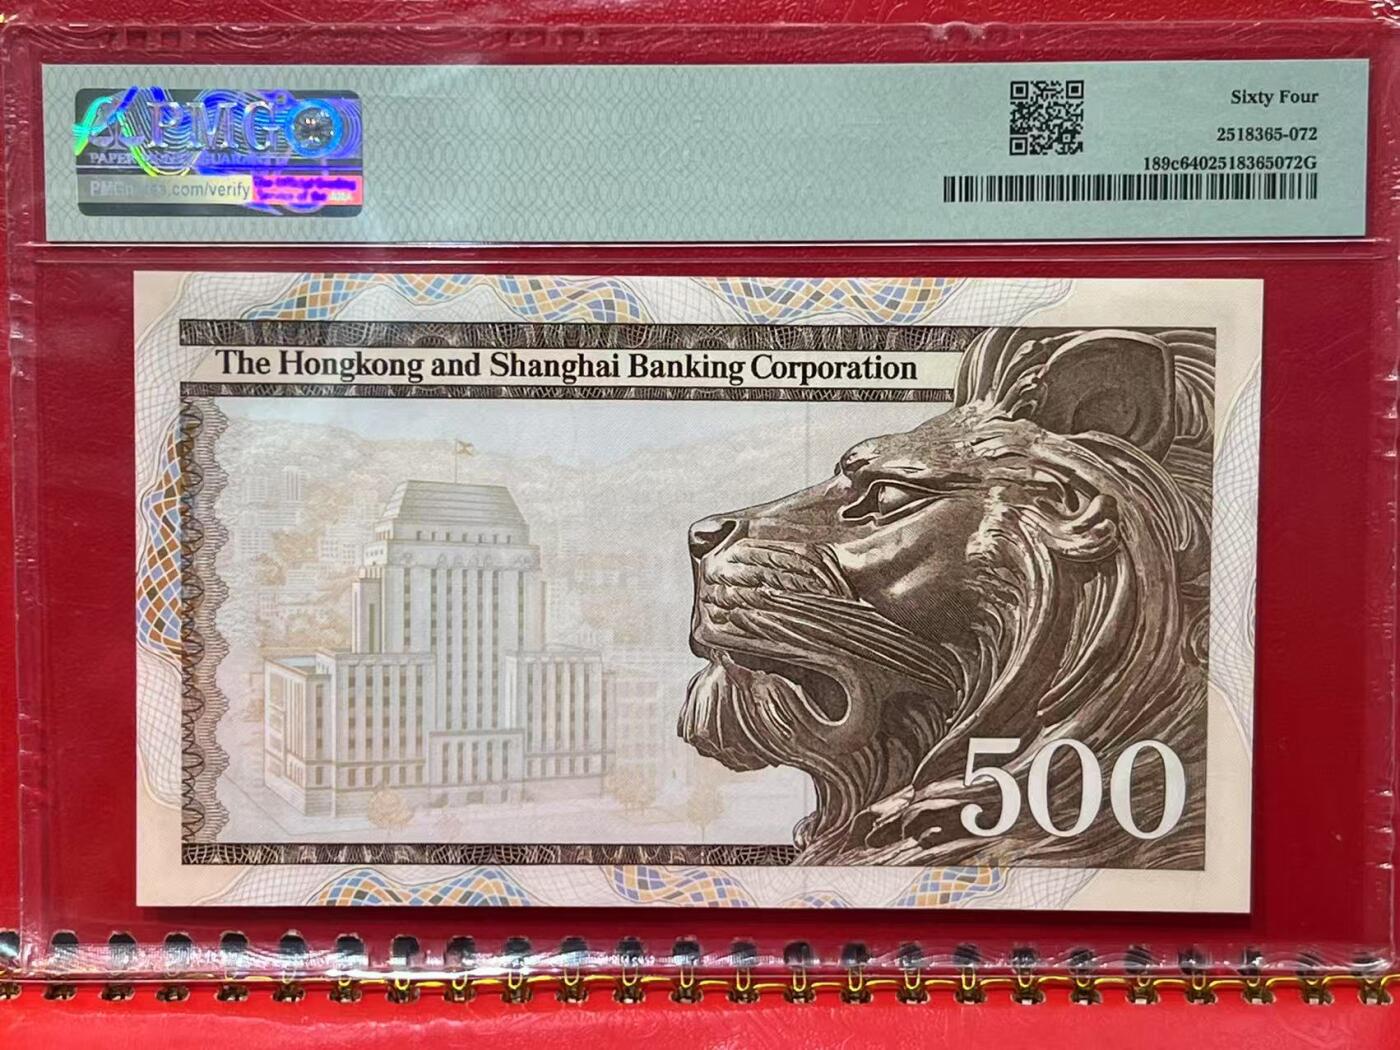 PMG
Sixty Four
2518365-072
189c6402518365072G
The Hongkong and Shanghai Banking Corporation
500